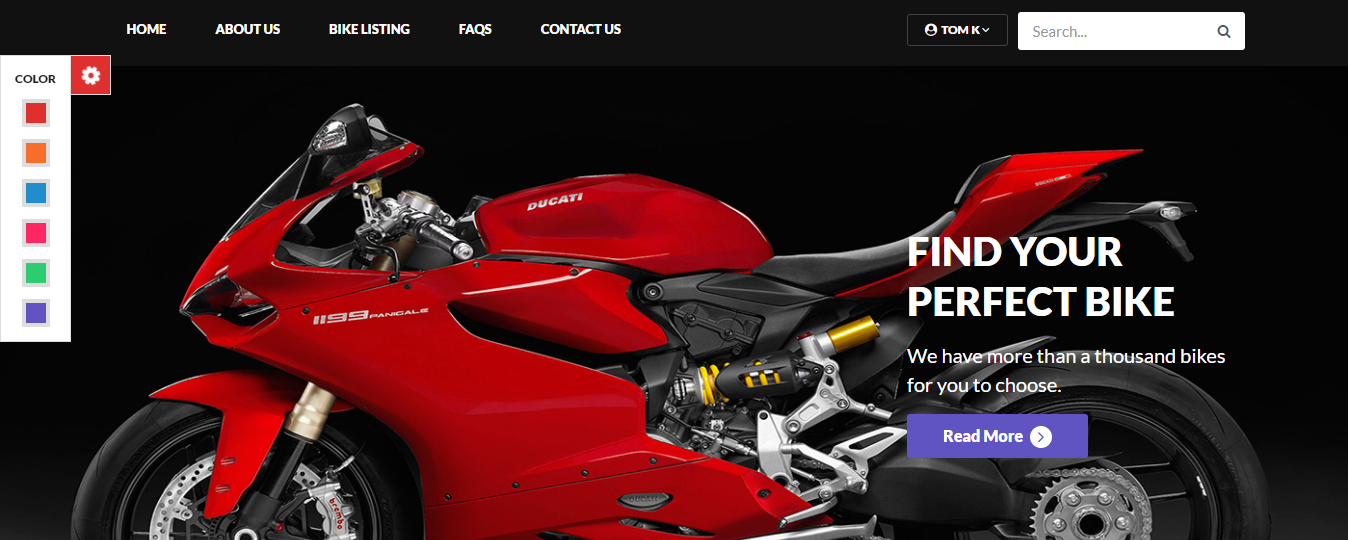 HOME ABOUT US BIKE LISTING FAQS CONTACT US TOM K Search...
COLOR
DUCATI
1199 PANIGALE
FIND YOUR
PERFECT BIKE
We have more than a thousand bikes
for you to choose.
Read More
DUCATI
brembo